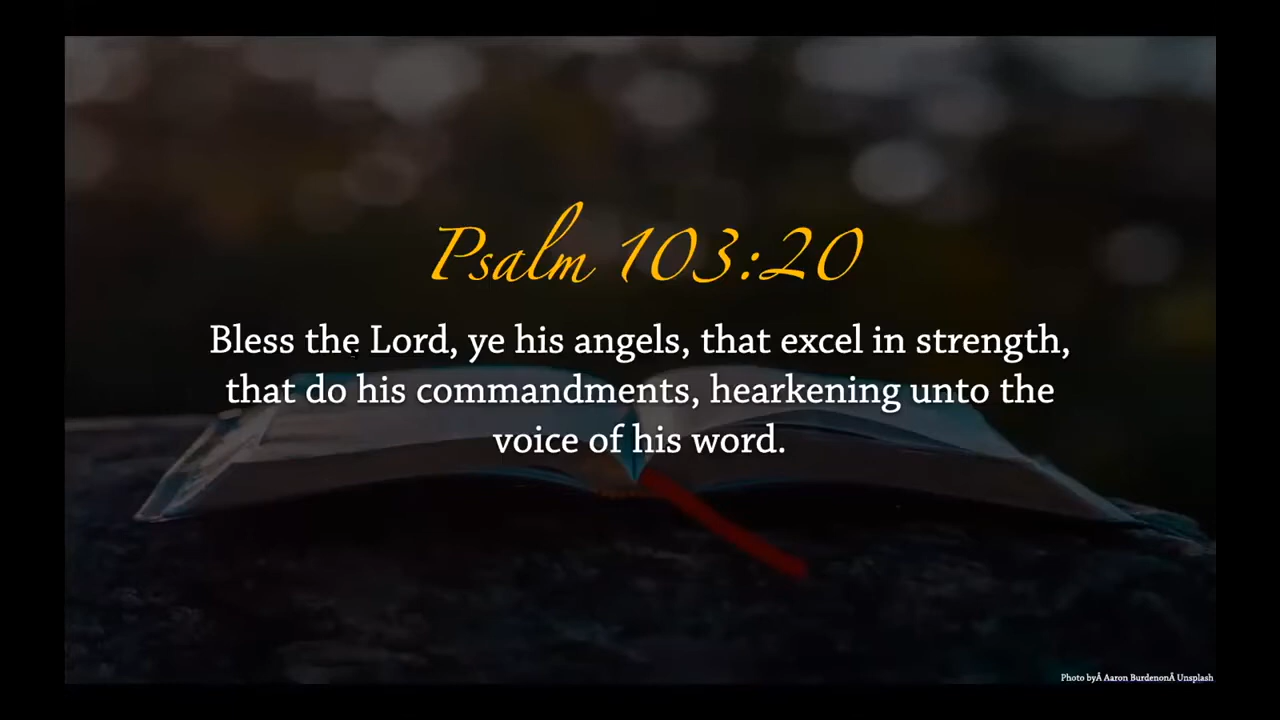 Psalm 103:20
Bless the Lord, ye his angels, that excel in strength,
that do his commandments, hearkening unto the
voice of his word.
Photo byÂ Aaron BurdenonÂ Unsplash